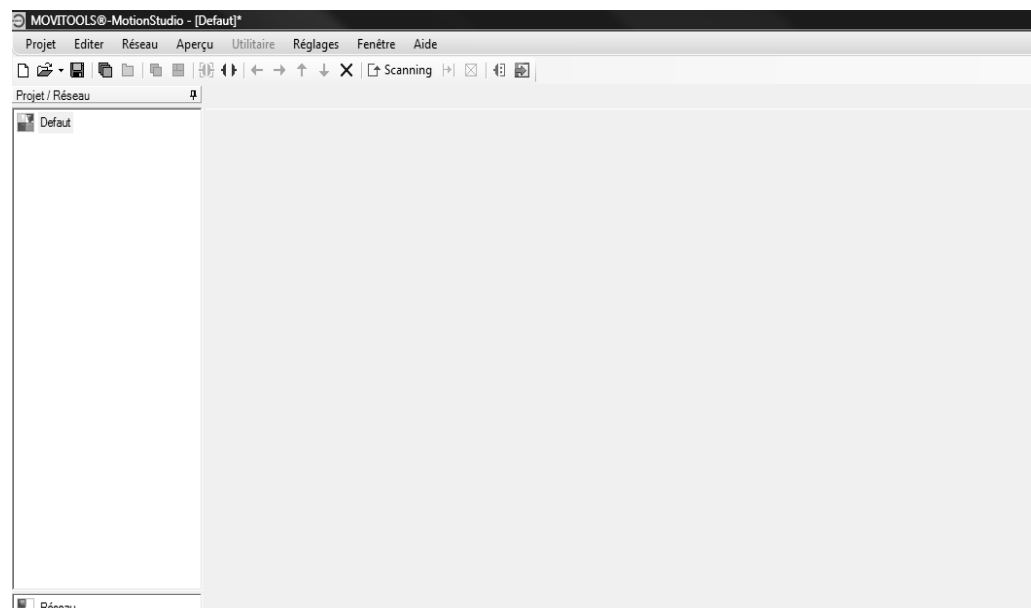 MOVITOOLS®-MotionStudio - [Defaut]*
Projet Editer Réseau Aperçu Utilitaire Réglages Fenêtre Aide
Scanning
Projet / Réseau
Defaut
Réseau